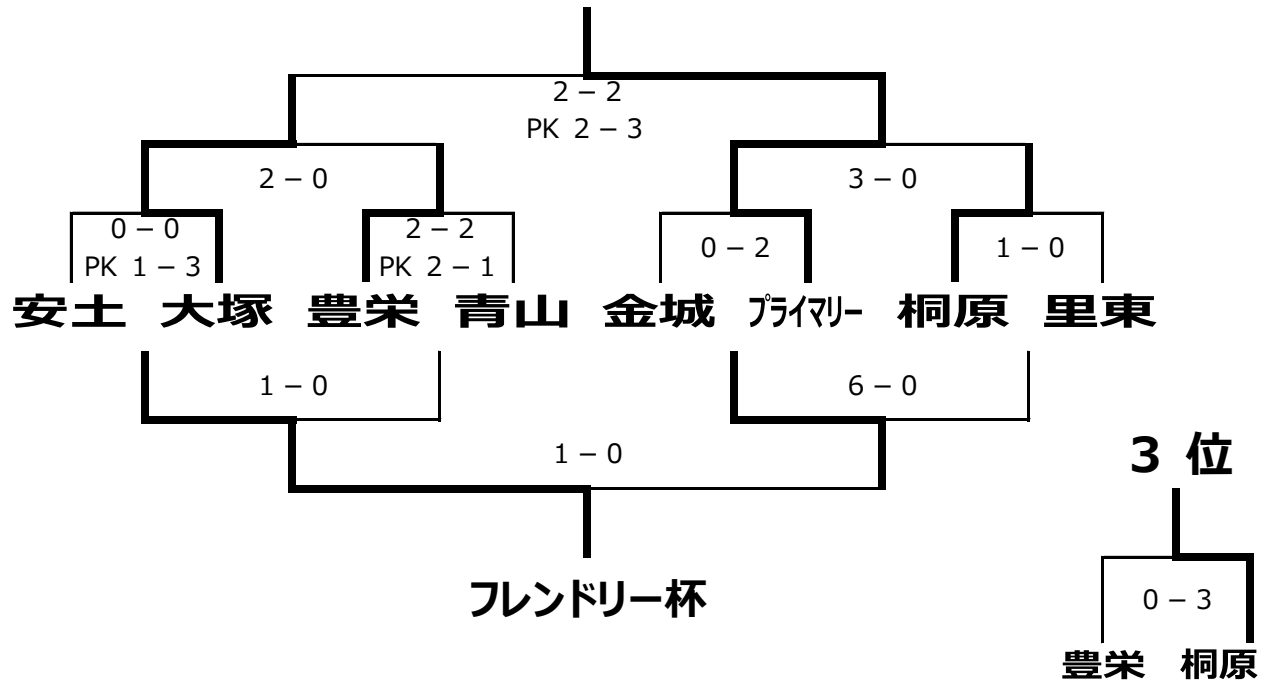 2 – 2
PK 2 – 3
2 – 0
3 – 0
0 – 0
PK 1 – 3
2 – 2
PK 2 – 1
0 – 2
1 – 0
安土 大塚 豊栄 青山 金城 プライマリー 桐原 里東
1 – 0
6 – 0
1 – 0
フレンドリー杯
3 位
0 – 3
豊栄 桐原